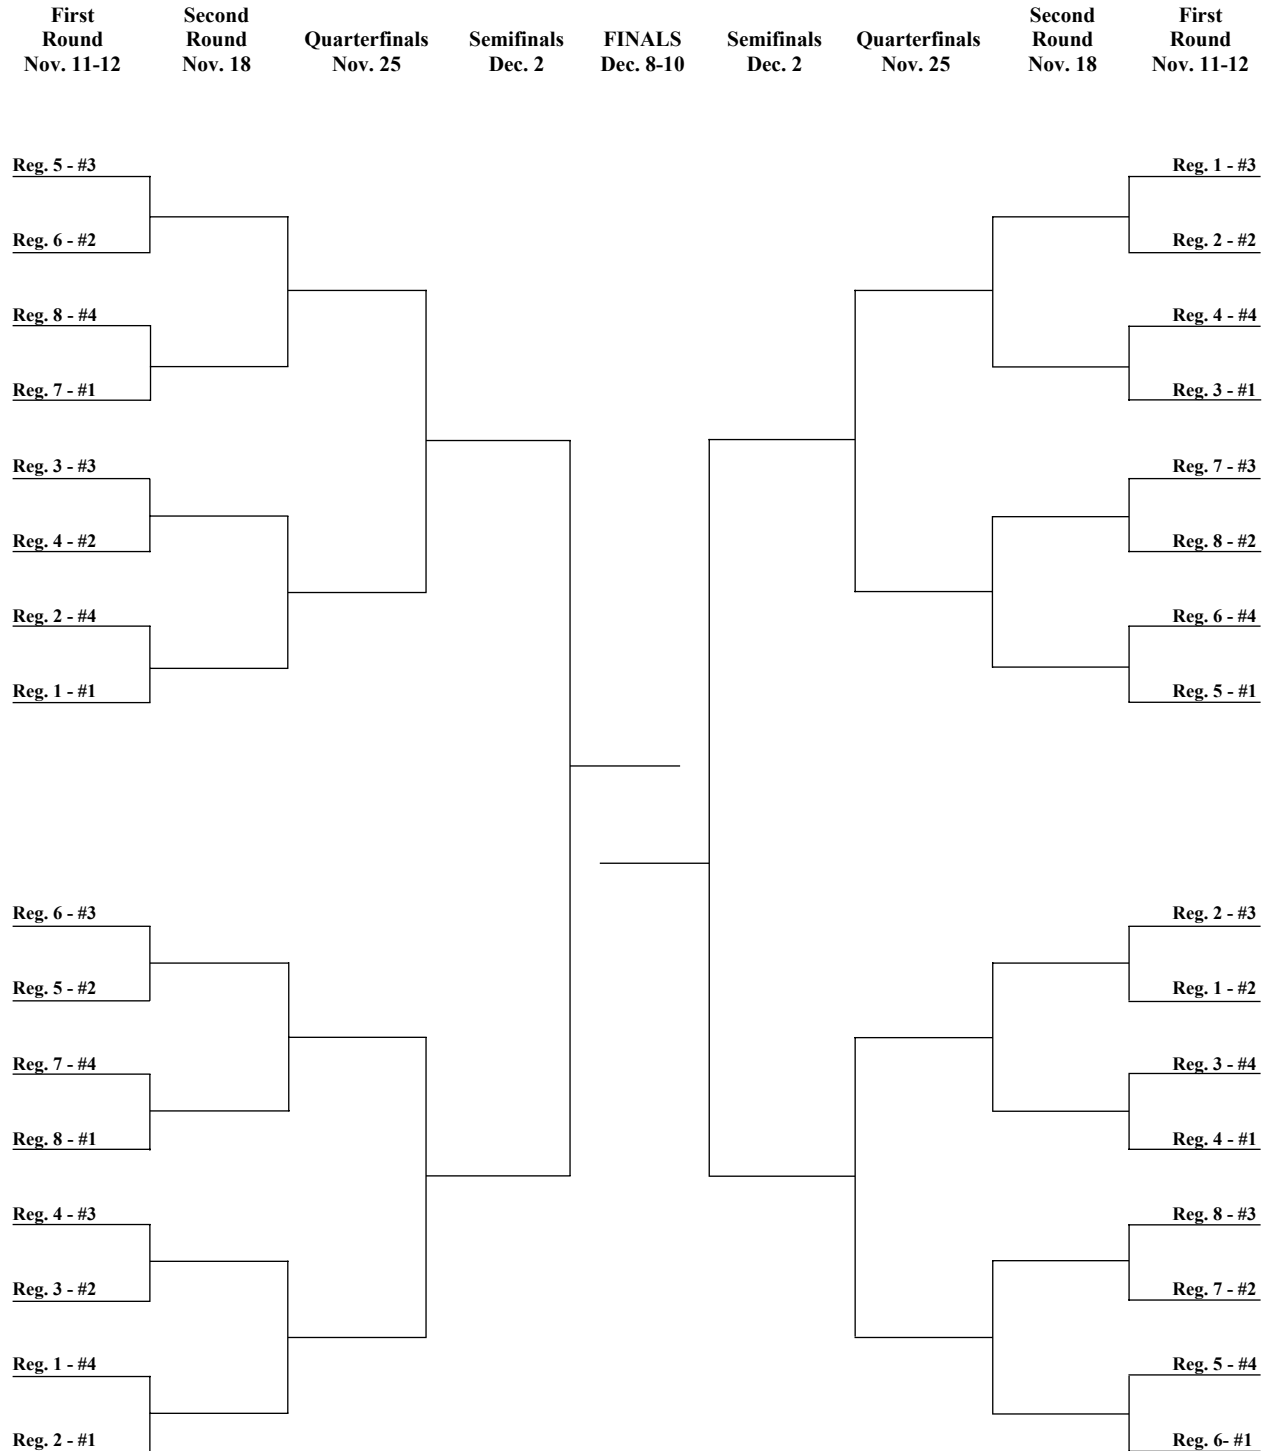 First Round Nov. 11-12
Second Round Nov. 18
Quarterfinals Nov. 25
Semifinals Dec. 2
FINALS Dec. 8-10
Semifinals Dec. 2
Quarterfinals Nov. 25
Second Round Nov. 18
First Round Nov. 11-12
Reg. 5 - #3
Reg. 6 - #2
Reg. 8 - #4
Reg. 7 - #1
Reg. 3 - #3
Reg. 4 - #2
Reg. 2 - #4
Reg. 1 - #1
Reg. 6 - #3
Reg. 5 - #2
Reg. 7 - #4
Reg. 8 - #1
Reg. 4 - #3
Reg. 3 - #2
Reg. 1 - #4
Reg. 2 - #1
Reg. 1 - #3
Reg. 2 - #2
Reg. 4 - #4
Reg. 3 - #1
Reg. 7 - #3
Reg. 8 - #2
Reg. 6 - #4
Reg. 5 - #1
Reg. 2 - #3
Reg. 1 - #2
Reg. 3 - #4
Reg. 4 - #1
Reg. 8 - #3
Reg. 7 - #2
Reg. 5 - #4
Reg. 6- #1